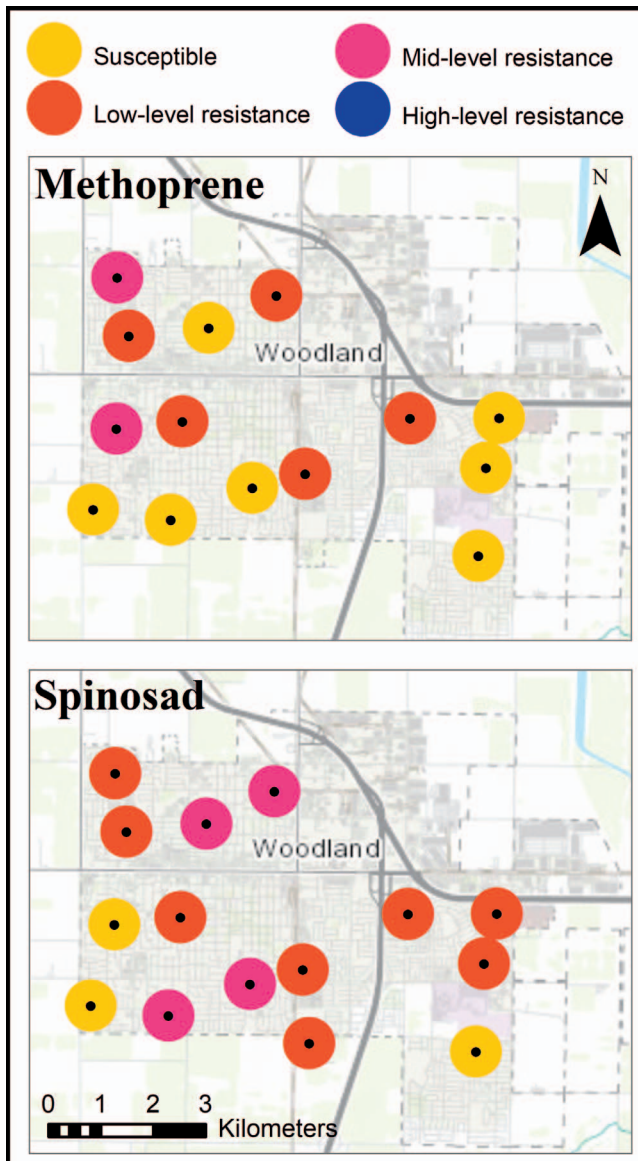 Susceptible
Mid-level resistance
Low-level resistance
High-level resistance
Methoprene
N
Woodland
Spinosad
Woodland
0 1 2 3
Kilometers